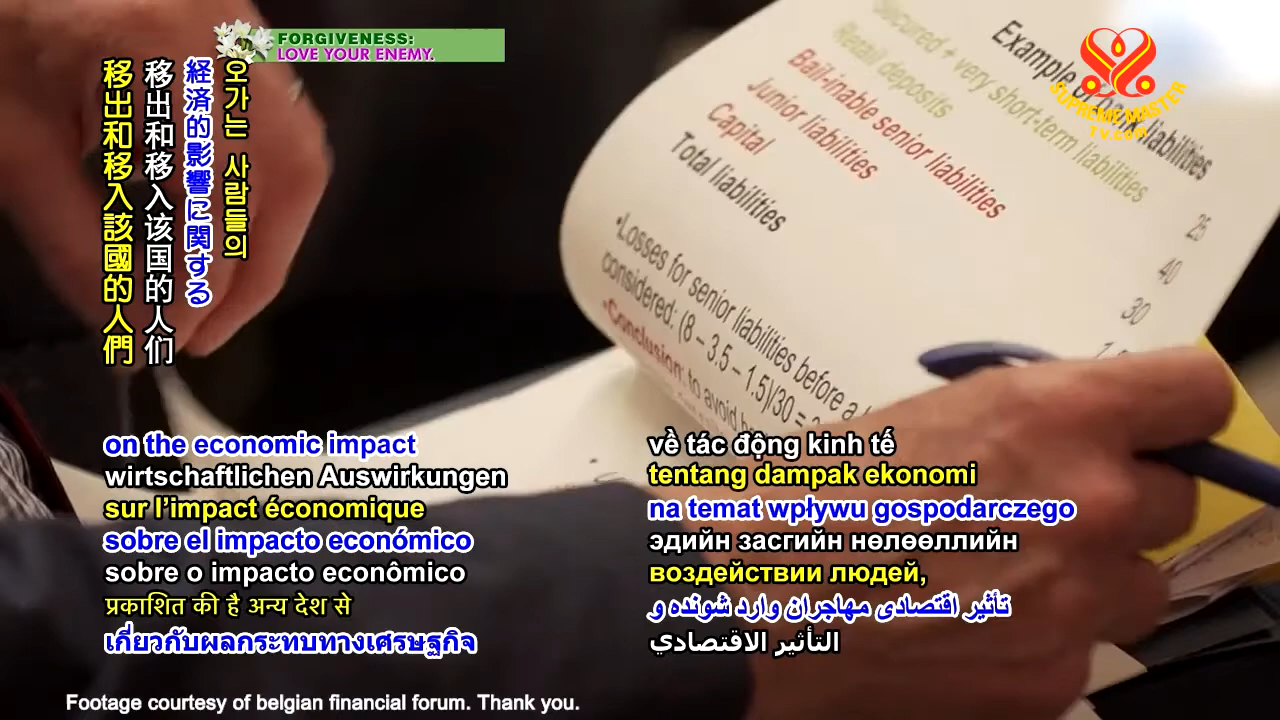 FORGIVENESS:
LOVE YOUR ENEMY.
SUPREME MASTER
TV.com
오가는 사람들의
経済的影響に関する
移出和移入该国的人们
移出和移入該國的人們
Example of bank liabilities
Secured + very short-term liabilities
Retail deposits
Bail-inable senior liabilities
Junior liabilities
Capital
Total liabilities
25
40
30
•Losses for senior liabilities before a
considered: (8 – 3.5 – 1.5)/30 =
•Conclusion: to avoid
on the economic impact
wirtschaftlichen Auswirkungen
sur l'impact économique
sobre el impacto económico
sobre o impacto econômico
प्रकाशित की है अन्य देश से
เกี่ยวกับผลกระทบทางเศรษฐกิจ
về tác động kinh tế
tentang dampak ekonomi
na temat wpływu gospodarczego
эдийн засгийн нөлөөллийн
воздействии людей,
تأثیر اقتصادی مهاجران وارد شونده و
التأثير الاقتصادي
Footage courtesy of belgian financial forum. Thank you.